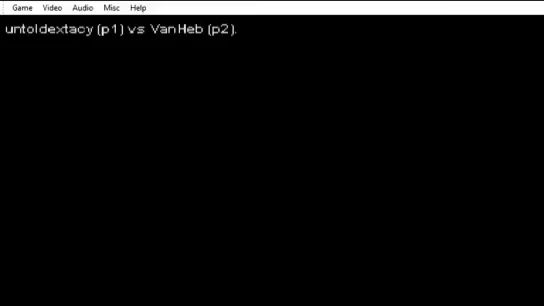 Game Video Audio Misc Help
untoldextacy (p1) vs VanHeb (p2).